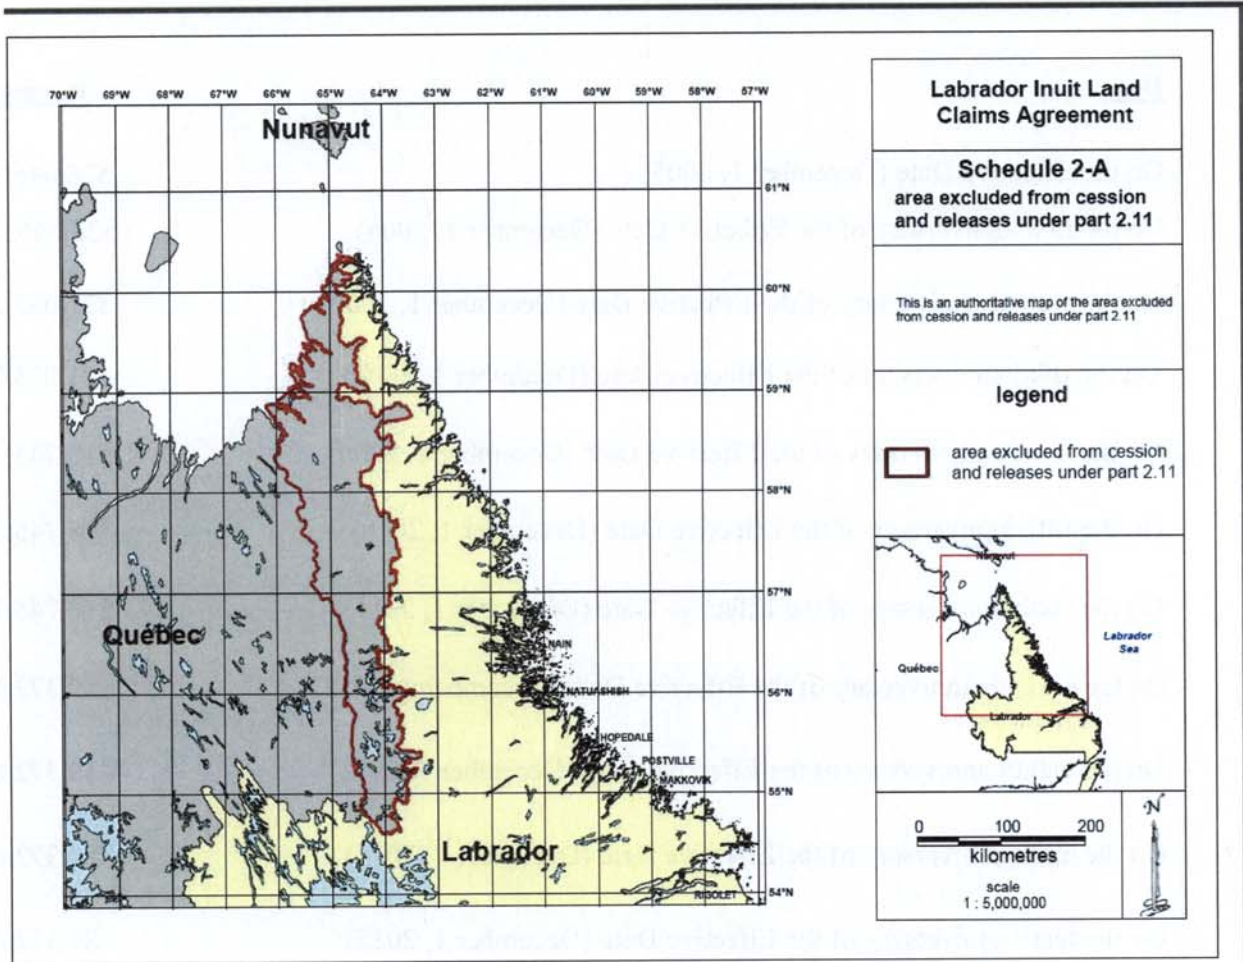 70°W 69°W 68°W 67°W 66°W 65°W 64°W 63°W 62°W 61°W 60°W 59°W 58°W 57°W
Nunavut
61°N
60°N
59°N
58°N
57°N
Québec
NAIN
NATUASHISH
56°N
HOPEDALE
POSTVILLE
MAKKOVIK
55°N
Labrador
RIGOLET
54°N
Labrador Inuit Land
Claims Agreement
Schedule 2-A
area excluded from cession
and releases under part 2.11
This is an authoritative map of the area excluded
from cession and releases under part 2.11
legend
area excluded from cession
and releases under part 2.11
Nunavut
Labrador
Sea
Québec
Labrador
0 100 200
kilometres
scale
1 : 5,000,000
N